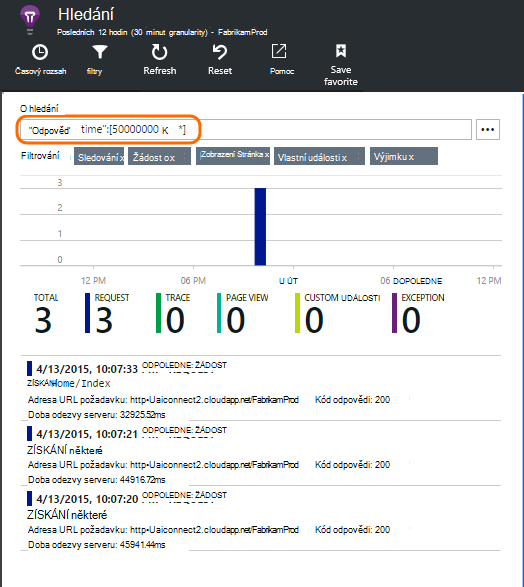 Hledání
Posledních 12 hodin (30 minut granularity) - FabrikamProd
Časový rozsah filtry Refresh Reset Pomoc Save favorite
O hledání
"Odpověď time":[50000000 K *]
Filtrování Sledování x Žádost o x Zobrazení Stránka x Vlastní události x Výjimku x
3
2
1
0
12 PM 06 PM U ÚT 06 DOPOLEDNE 12 PM
TOTAL REQUEST TRACE PAGE VIEW CUSTOM UDÁLOSTI EXCEPTION
3 3 0 0 0 0
4/13/2015, 10:07:33 ODPOLEDNE: ŽÁDOST
ZÍSKÁNÍ Home/Index
Adresa URL požadavku: http•Uaiconnect2.cloudapp.net/FabrikamProd Kód odpovědi: 200
Doba odezvy serveru: 32925.52ms
4/13/2015, 10:07:21 ODPOLEDNE: ŽÁDOST
ZÍSKÁNÍ některé
Adresa URL požadavku: http•Uaiconnect2.cloudapp.net/FabrikamProd Kód odpovědi: 200
Doba odezvy serveru: 44916.72ms
4/13/2015, 10:07:20 ODPOLEDNE: ŽÁDOST
ZÍSKÁNÍ některé
Adresa URL požadavku: http•Uaiconnect2.cloudapp.net/FabrikamProd Kód odpovědi: 200
Doba odezvy serveru: 45941.44ms